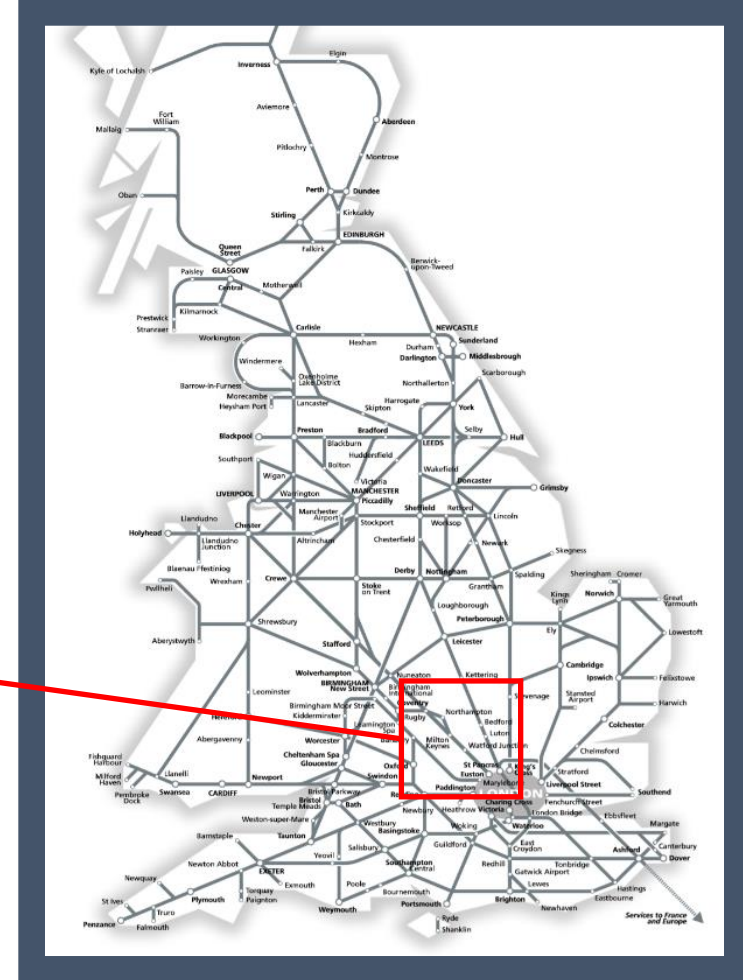 Elgin
Inverness
Kyle of Lochalsh
Aviemore
Fort
William
Mallaig
Aberdeen
Pitlochry
Montrose
Perth
Dundee
Oban
Stirling
Kirkcaldy
EDINBURGH
Queen
Street
Falkirk
Berwick-
upon-Tweed
Paisley
GLASGOW
Central
Motherwell
Prestwick
Kilmarnock
Stranraer
Carlisle
NEWCASTLE
Workington
Hexham
Sunderland
Durham
Darlington
Middlesbrough
Windermere
Scarborough
Oxenholme
Lake District
Barrow-in-Furness
Northallerton
Morecambe
Heysham Port
Lancaster
Harrogate
York
Skipton
Preston
Bradford
Selby
Blackpool
Blackburn
LEEDS
Hull
Southport
Huddersfield
Bolton
Wakefield
Wigan
Victoria
Doncaster
LIVERPOOL
Warrington
MANCHESTER
Piccadilly
Grimsby
Manchester
Airport
Sheffield
Retford
Llandudno
Stockport
Worksop
Lincoln
Holyhead
Chester
Llandudno
Junction
Altrincham
Chesterfield
Newark
Skegness
Blaenau Ffestiniog
Derby
Nottingham
Spalding
Sheringham
Cromer
Pwllheli
Wrexham
Crewe
Stoke
on Trent
Grantham
Kings
Lynn
Norwich
Great
Yarmouth
Loughborough
Shrewsbury
Peterborough
Aberystwyth
Stafford
Leicester
Ely
Lowestoft
Wolverhampton
Cambridge
BIRMINGHAM
New Street
Nuneaton
Kettering
Ipswich
Felixstowe
Birmingham
International
Leominster
Birmingham Moor Street
Coventry
Stevenage
Stansted
Airport
Harwich
Kidderminster
Rugby
Northampton
Hereford
Leamington
Spa
Bedford
Colchester
Worcester
Banbury
Milton
Keynes
Luton
Abergavenny
Watford Junction
Chelmsford
Fishguard
Harbour
Cheltenham Spa
Gloucester
Oxford
St Pancras
King's
Cross
Stratford
Milford
Haven
Llanelli
Newport
Swindon
Euston
Marylebone
Liverpool Street
Pembroke
Dock
Swansea
CARDIFF
Bristol Parkway
Reading
Paddington
LONDON
Southend
Bristol
Temple Meads
Bath
Newbury
Heathrow
Victoria
Charing Cross
Fenchurch Street
Weston-super-Mare
London Bridge
Ebbsfleet
Westbury
Basingstoke
Woking
Waterloo
Margate
Barnstaple
Taunton
Salisbury
Guildford
East
Croydon
Canterbury
Yeovil
Ashford
Dover
Newton Abbot
Southampton
Central
Redhill
Tonbridge
EXETER
Gatwick Airport
Newquay
Exmouth
Poole
Lewes
Hastings
Torquay
Paignton
Bournemouth
Eastbourne
St Ives
Plymouth
Weymouth
Portsmouth
Brighton
Newhaven
Truro
Penzance
Falmouth
Ryde
Shanklin
Services to France
and Europe